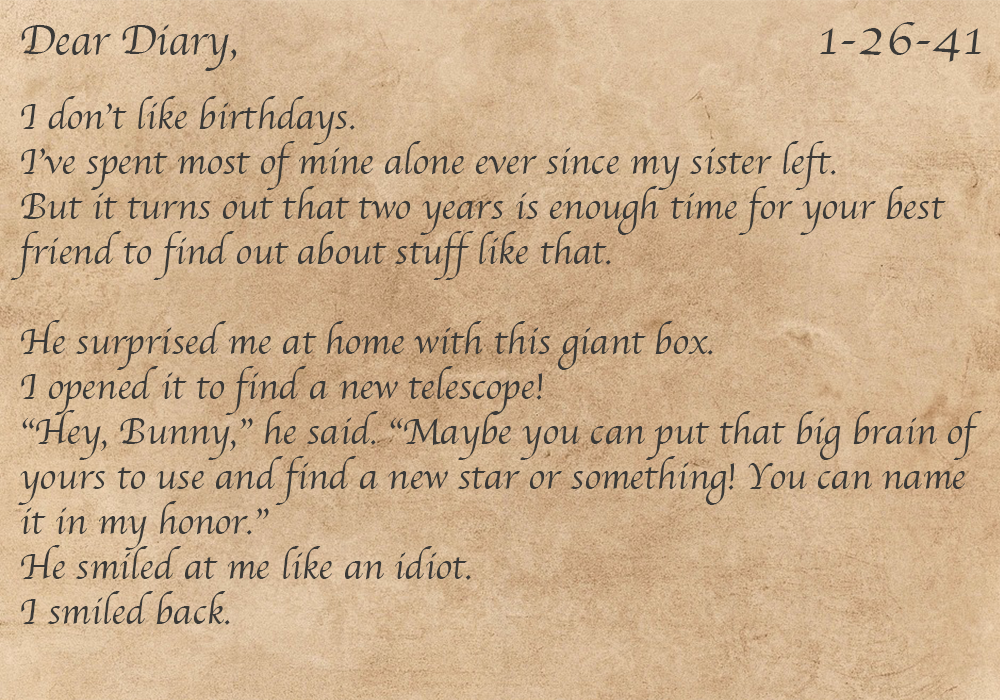 Dear Diary, 1-26-41
I don't like birthdays.
I've spent most of mine alone ever since my sister left.
But it turns out that two years is enough time for your best
friend to find out about stuff like that.
He surprised me at home with this giant box.
I opened it to find a new telescope!
“Hey, Bunny,” he said. “Maybe you can put that big brain of
yours to use and find a new star or something! You can name
it in my honor.”
He smiled at me like an idiot.
I smiled back.